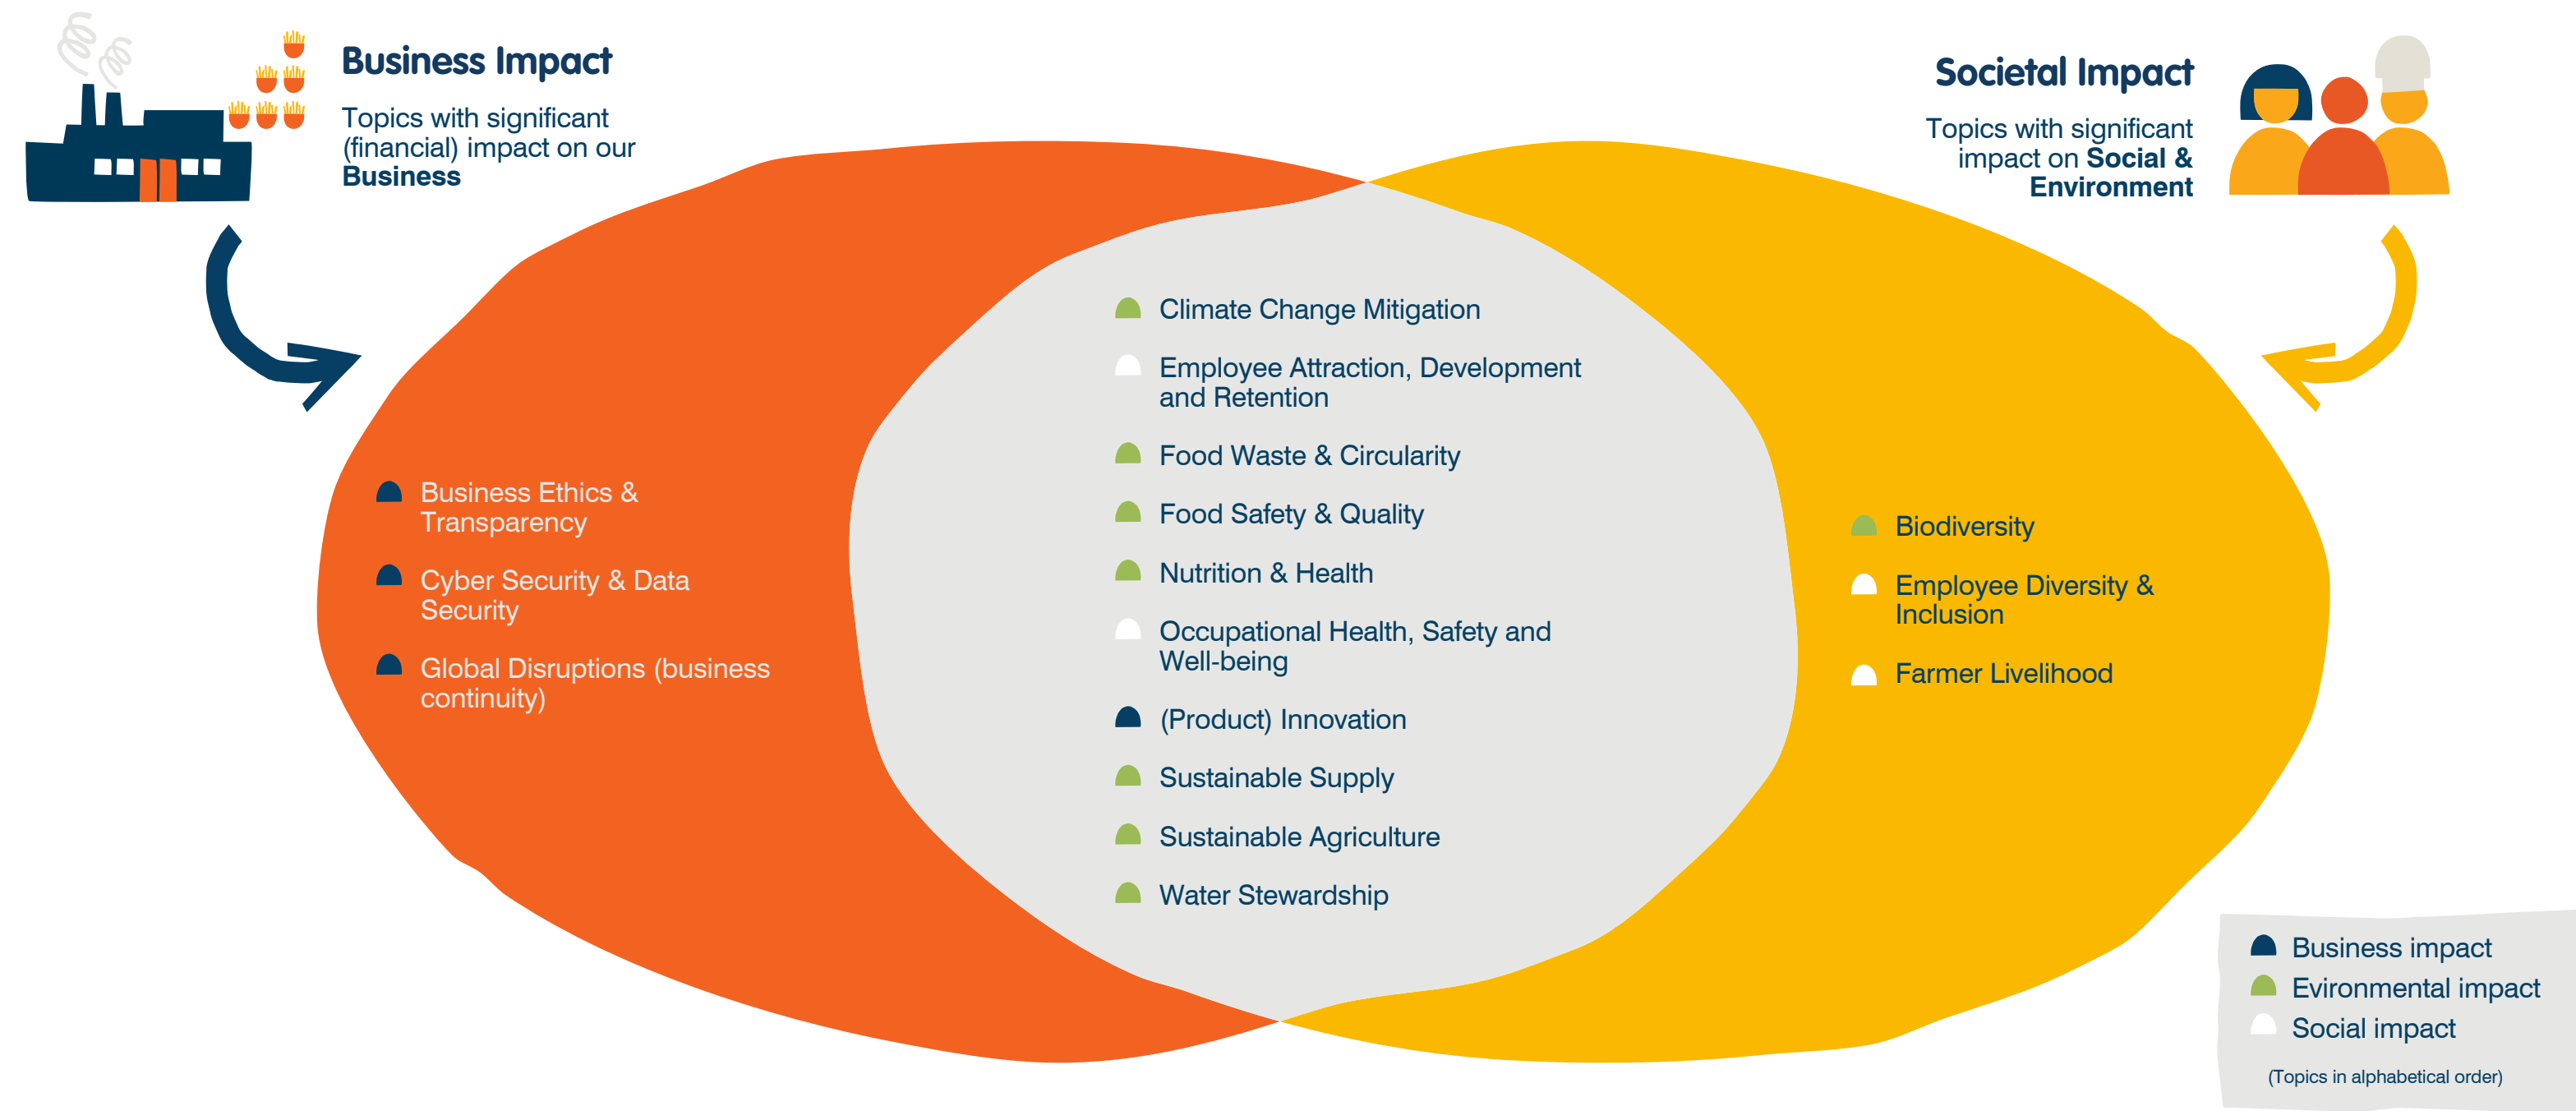 Business Impact
Topics with significant
(financial) impact on our
Business
Societal Impact
Topics with significant
impact on Social &
Environment
Business Ethics &
Transparency
Cyber Security & Data
Security
Global Disruptions (business
continuity)
Climate Change Mitigation
Employee Attraction, Development
and Retention
Food Waste & Circularity
Food Safety & Quality
Nutrition & Health
Occupational Health, Safety and
Well-being
(Product) Innovation
Sustainable Supply
Sustainable Agriculture
Water Stewardship
Biodiversity
Employee Diversity &
Inclusion
Farmer Livelihood
Business impact
Evironmental impact
Social impact
(Topics in alphabetical order)